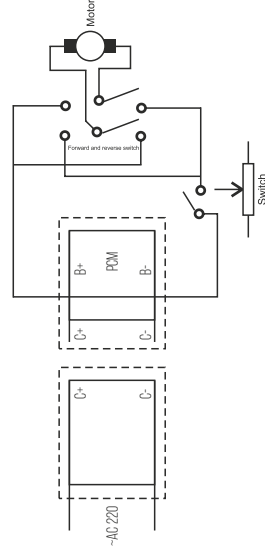 Motor
Forward and reverse switch
Switch
B+
PCM
B-
C+
C-
C+
C-
~AC 220